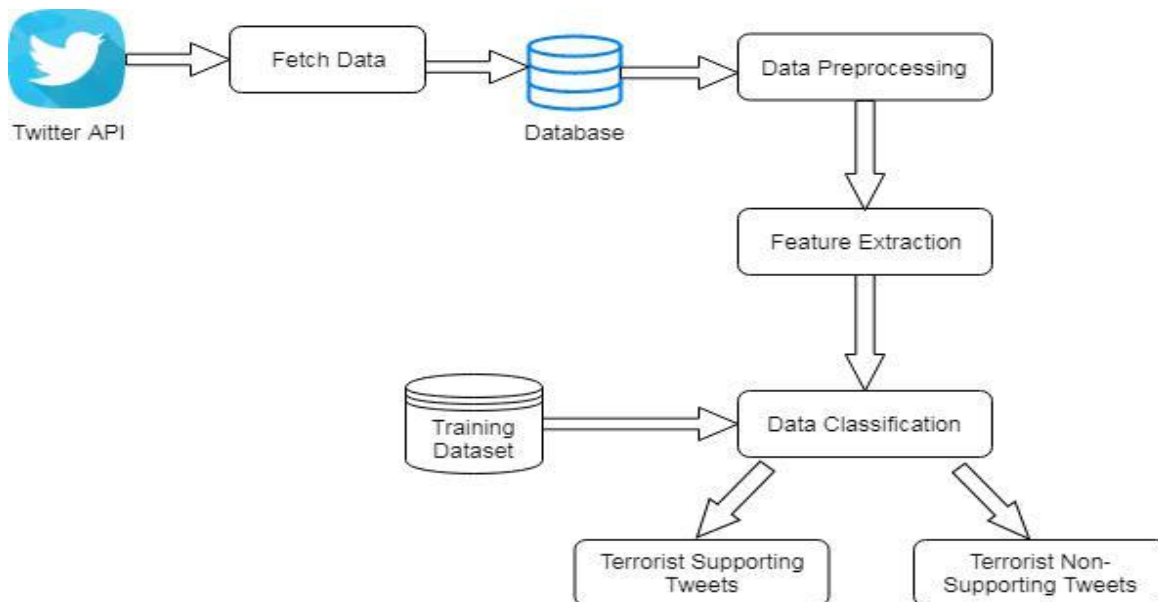 Fetch Data
Data Preprocessing
Twitter API
Database
Feature Extraction
Training
Dataset
Data Classification
Terrorist Supporting
Tweets
Terrorist Non-
Supporting Tweets